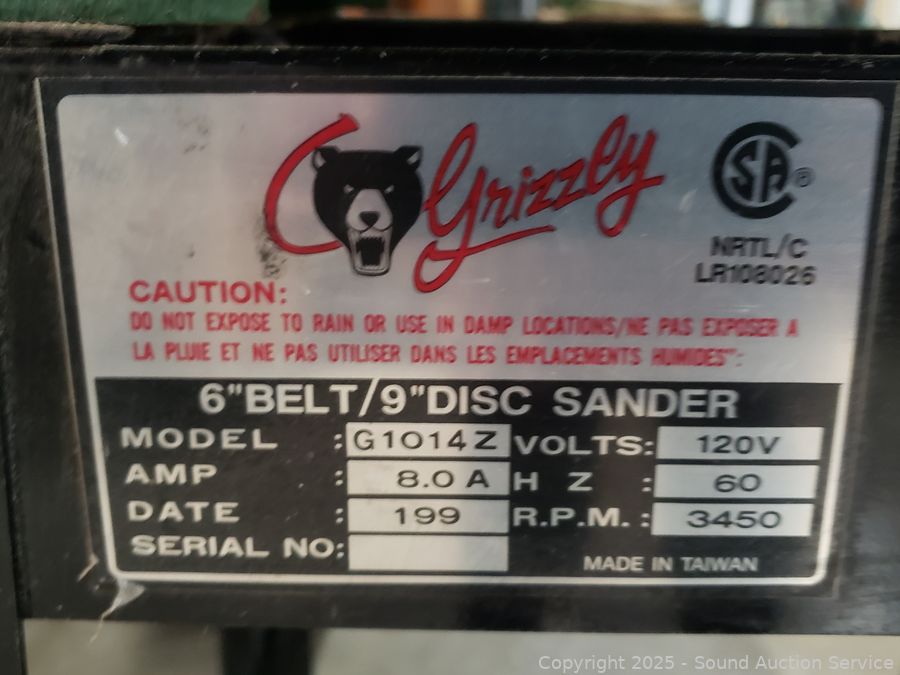 Grizzly
CSA®
NRTL/C
LR108026
CAUTION:
DO NOT EXPOSE TO RAIN OR USE IN DAMP LOCATIONS/NE PAS EXPOSER A
LA PLUIE ET NE PAS UTILISER DANS LES EMPLACEMENTS HUMIDES":
6"BELT/9"DISC SANDER
MODEL : G1014Z VOLTS: 120V
AMP : 8.0 A H Z : 60
DATE : 199 R.P.M. : 3450
SERIAL NO:
MADE IN TAIWAN
Copyright 2025 - Sound Auction Service